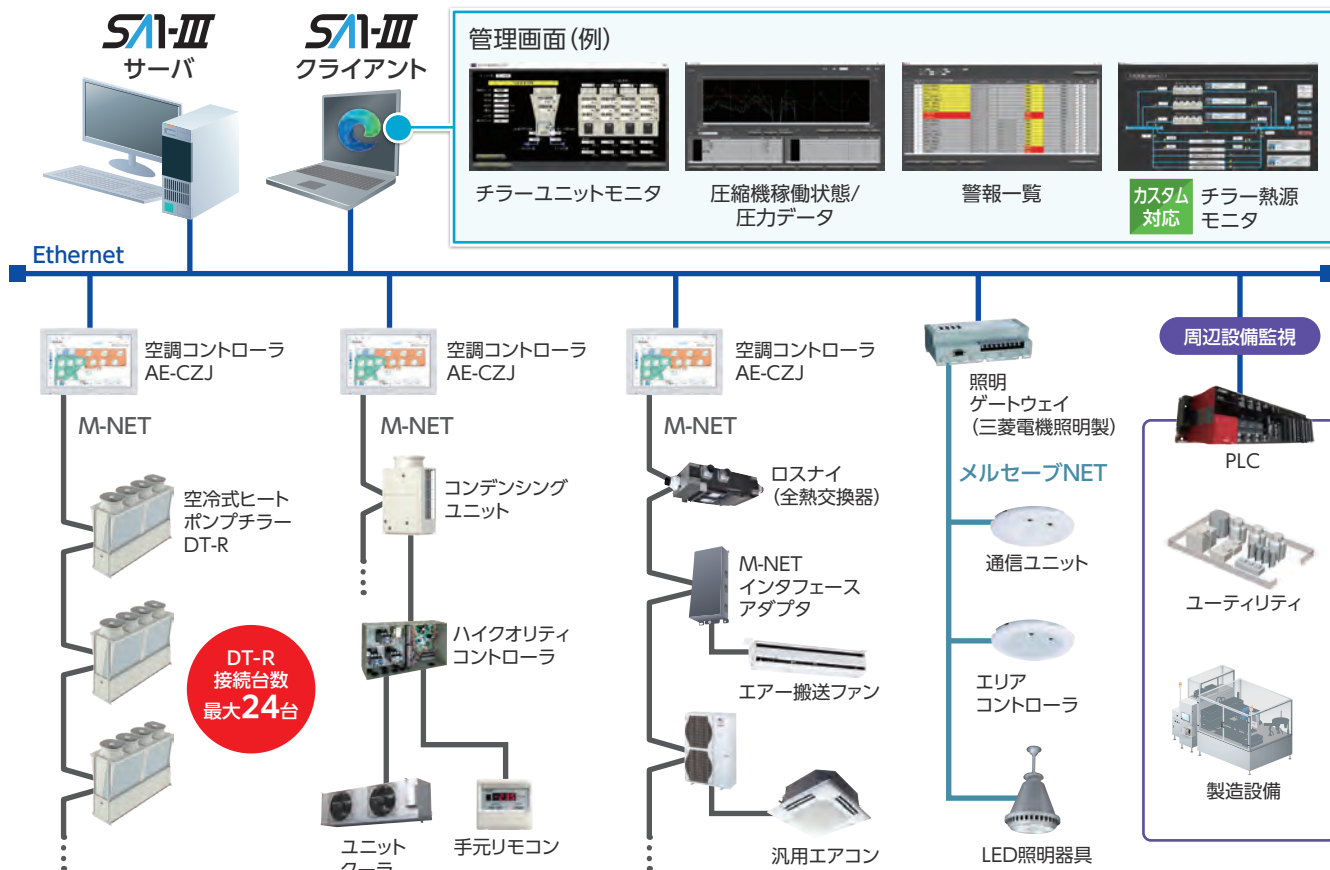 SA1-III
サーバ
SA1-III
クライアント
管理画面（例）
チラーユニットモニタ
圧縮機稼働状態/
圧力データ
警報一覧
カスタム
対応
チラー熱源
モニタ
Ethernet
空調コントローラ
AE-CZJ
空調コントローラ
AE-CZJ
空調コントローラ
AE-CZJ
照明
ゲートウェイ
（三菱電機照明製）
周辺設備監視
M-NET
M-NET
M-NET
メルセーブNET
PLC
空冷式ヒート
ポンプチラー
DT-R
DT-R
接続台数
最大24台
コンデンシング
ユニット
ハイクオリティ
コントローラ
ユニット
クーラ
手元リモコン
ロスナイ
（全熱交換器）
M-NET
インタフェース
アダプタ
エアー搬送ファン
汎用エアコン
通信ユニット
エリア
コントローラ
LED照明器具
ユーティリティ
製造設備